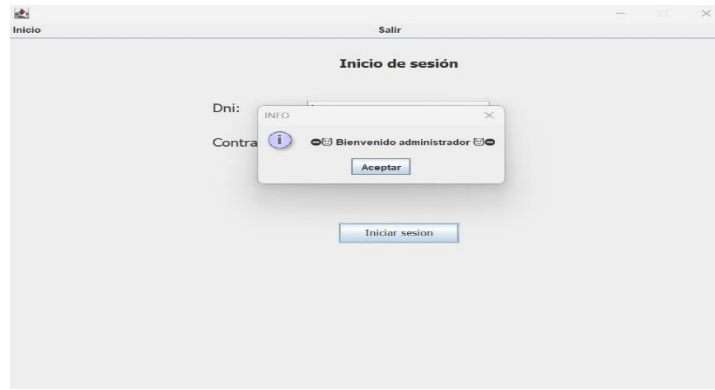 Inicio Salir
Inicio de sesión
Dni:
INFO
Contra
⛔😈 Bienvenido administrador 😈⛔
Aceptar
Iniciar sesion